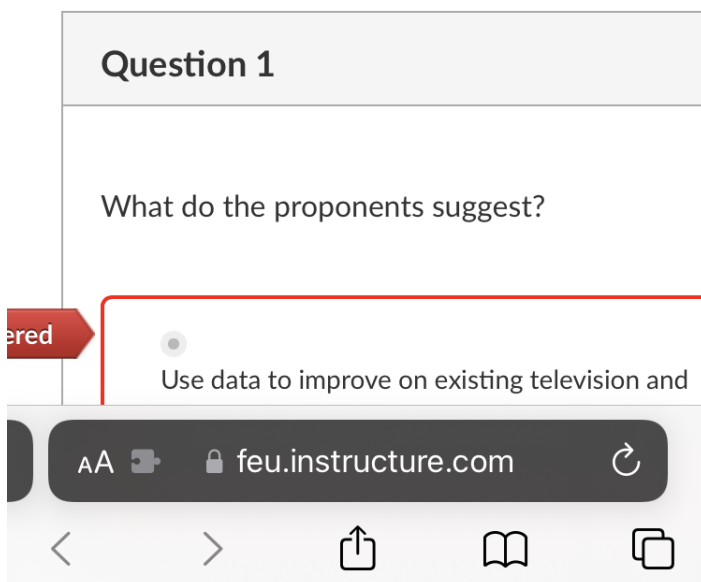 Question 1
What do the proponents suggest?
ered
Use data to improve on existing television and
AA feu.instructure.com